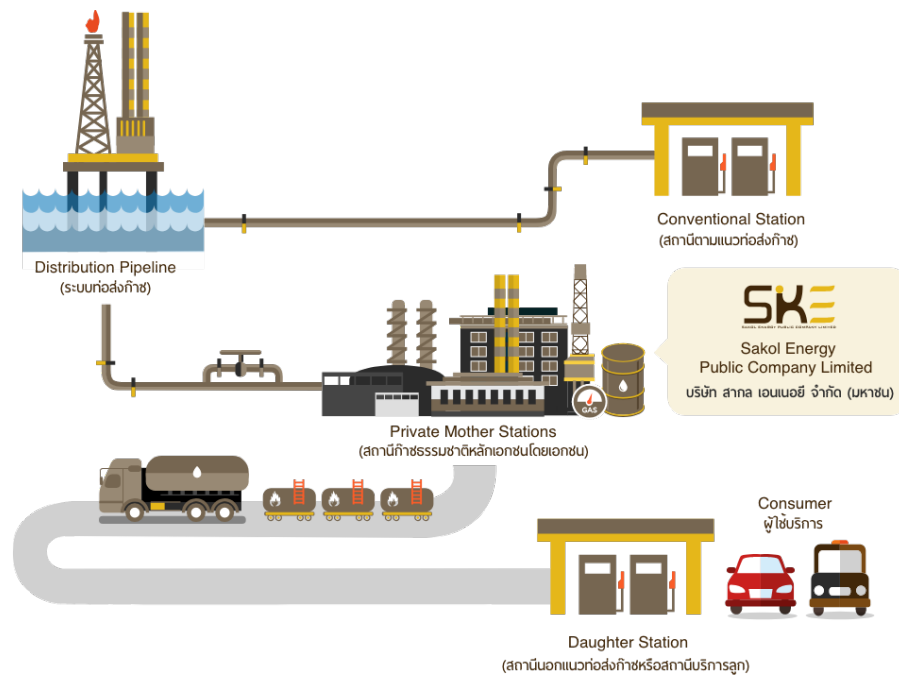 Conventional Station
(สถานีตามแนวท่อส่งก๊าซ)
Distribution Pipeline
(ระบบท่อส่งก๊าซ)
SKE
SAKOL ENERGY PUBLIC COMPANY LIMITED
Sakol Energy
Public Company Limited
บริษัท สากล เอนเนอยี จำกัด (มหาชน)
GAS
Private Mother Stations
(สถานีก๊าซธรรมชาติหลักเอกชนโดยเอกชน)
Consumer
ผู้ใช้บริการ
Daughter Station
(สถานีนอกแนวท่อส่งก๊าซหรือสถานีบริการลูก)